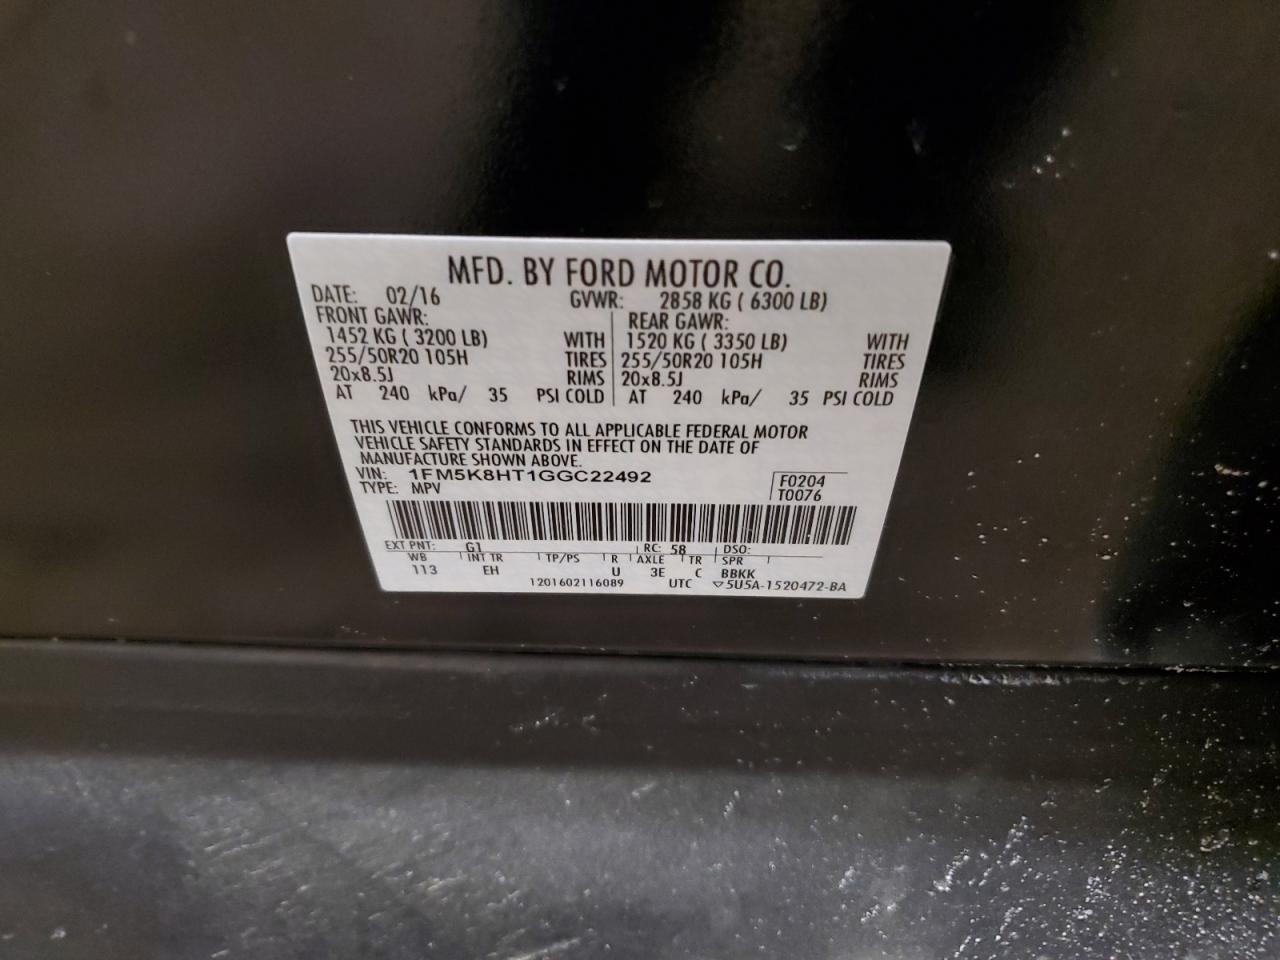 MFD. BY FORD MOTOR CO.
DATE: 02/16 GVWR: 2858 KG ( 6300 LB)
FRONT GAWR: REAR GAWR:
1452 KG ( 3200 LB) WITH 1520 KG ( 3350 LB) WITH
255/50R20 105H TIRES 255/50R20 105H TIRES
20x8.5J RIMS 20x8.5J RIMS
AT 240 kPa/ 35 PSI COLD AT 240 kPa/ 35 PSI COLD
THIS VEHICLE CONFORMS TO ALL APPLICABLE FEDERAL MOTOR
VEHICLE SAFETY STANDARDS IN EFFECT ON THE DATE OF
MANUFACTURE SHOWN ABOVE.
VIN: 1FM5K8HT1GGC22492 F0204
TYPE: MPV T0076
EXT PNT: G1 RC: 58 DSO:
WB INT TR TP/PS R AXLE TR SPR
113 EH U 3E C BBKK
1201602116089 UTC ▽5U5A-1520472-BA